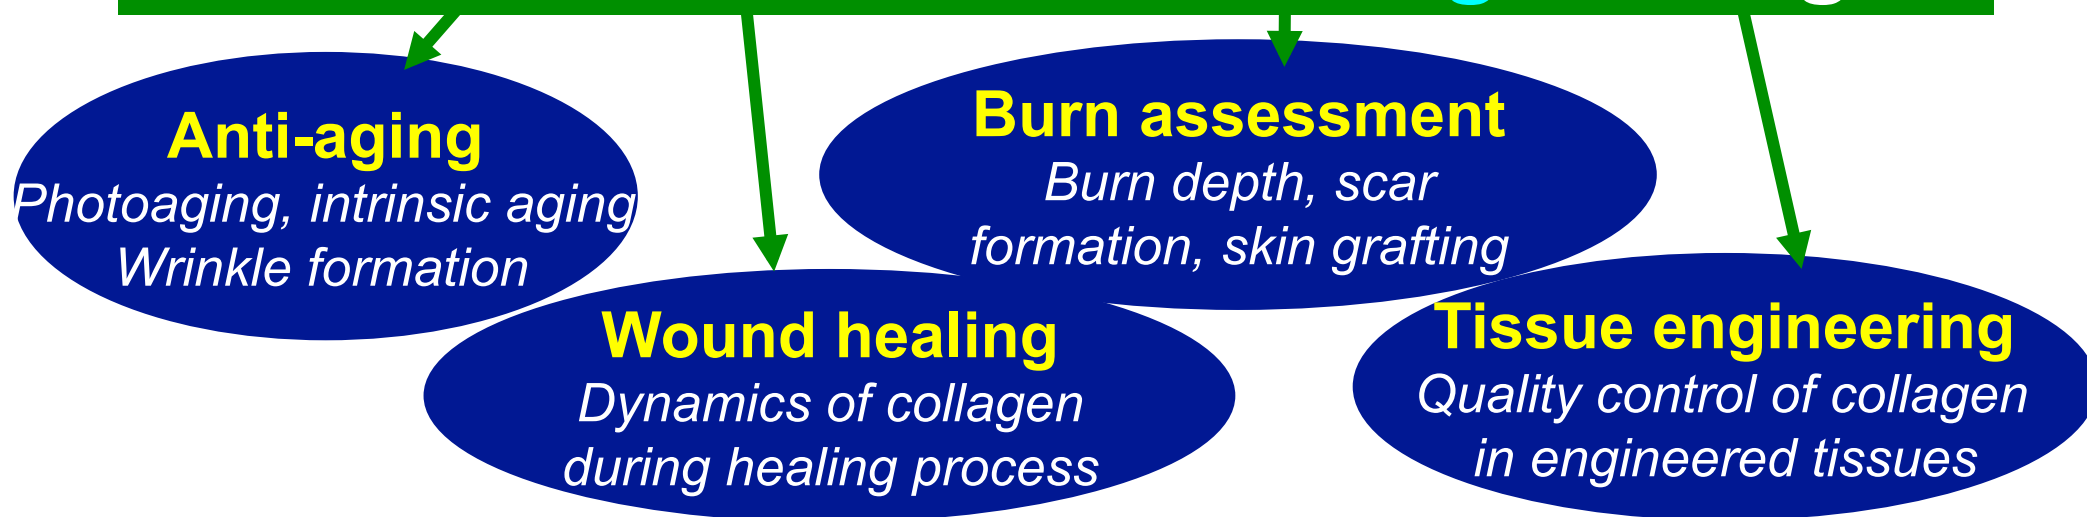 Anti-aging
Photoaging, intrinsic aging
Wrinkle formation
Burn assessment
Burn depth, scar
formation, skin grafting
Wound healing
Dynamics of collagen
during healing process
Tissue engineering
Quality control of collagen
in engineered tissues